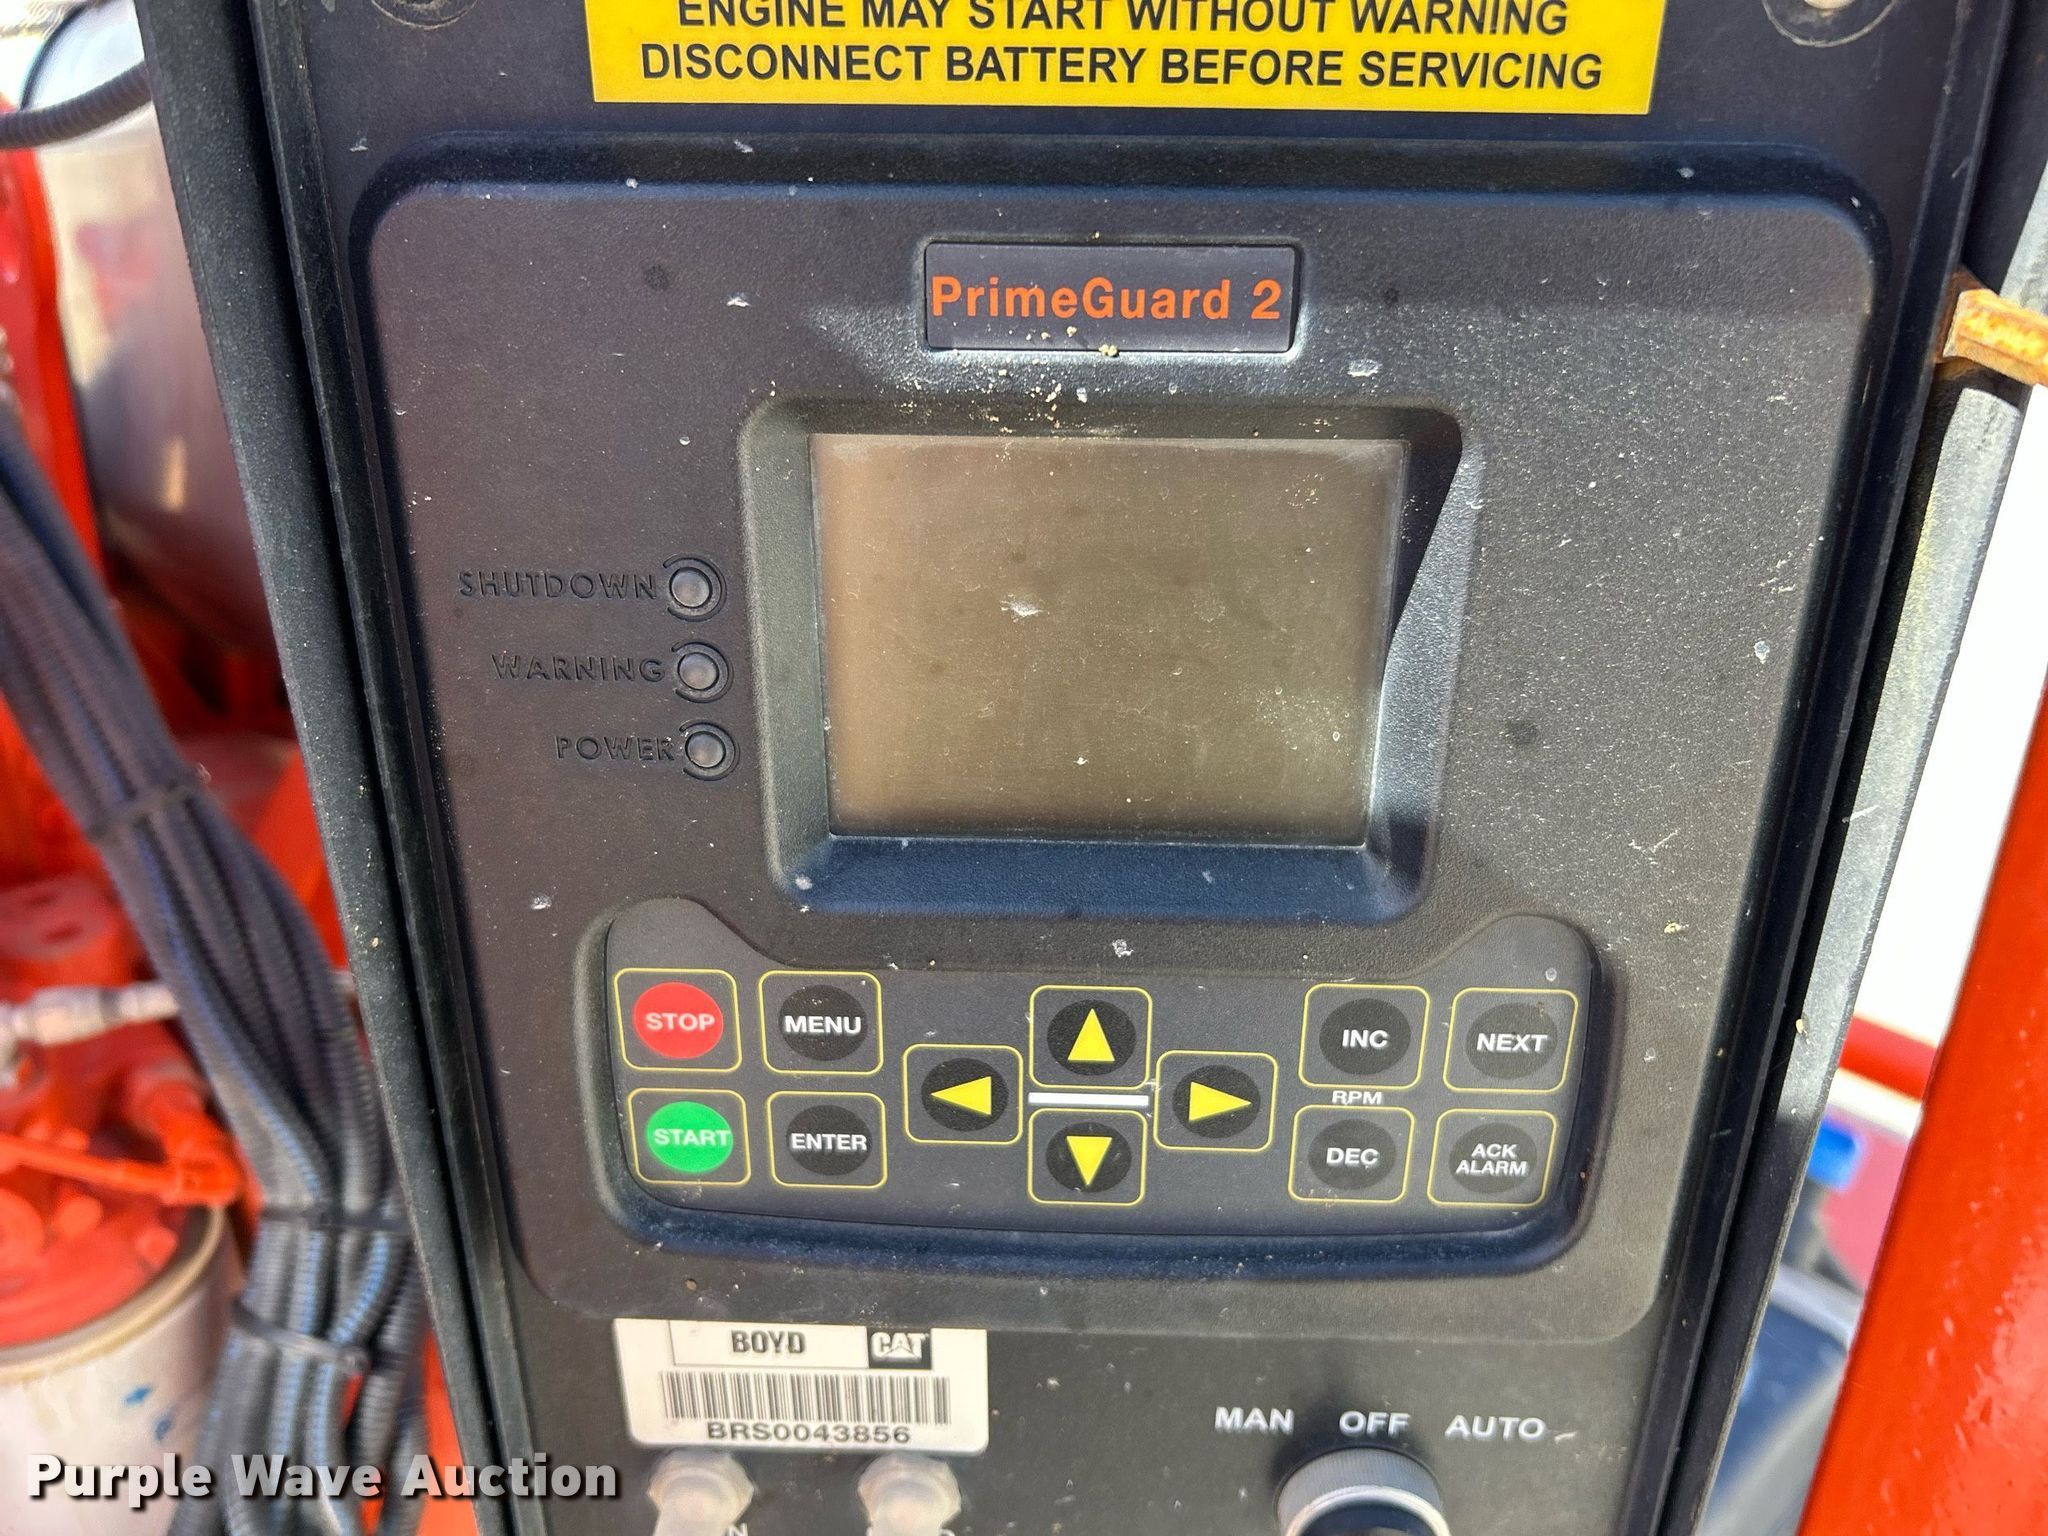 ENGINE MAY START WITHOUT WARNING
DISCONNECT BATTERY BEFORE SERVICING
PrimeGuard 2
SHUTDOWN
WARNING
POWER
STOP
MENU
INC
NEXT
RPM
START
ENTER
DEC
ACK
ALARM
BOYD CAT
BRS0043856
MAN OFF AUTO
Purple Wave Auction